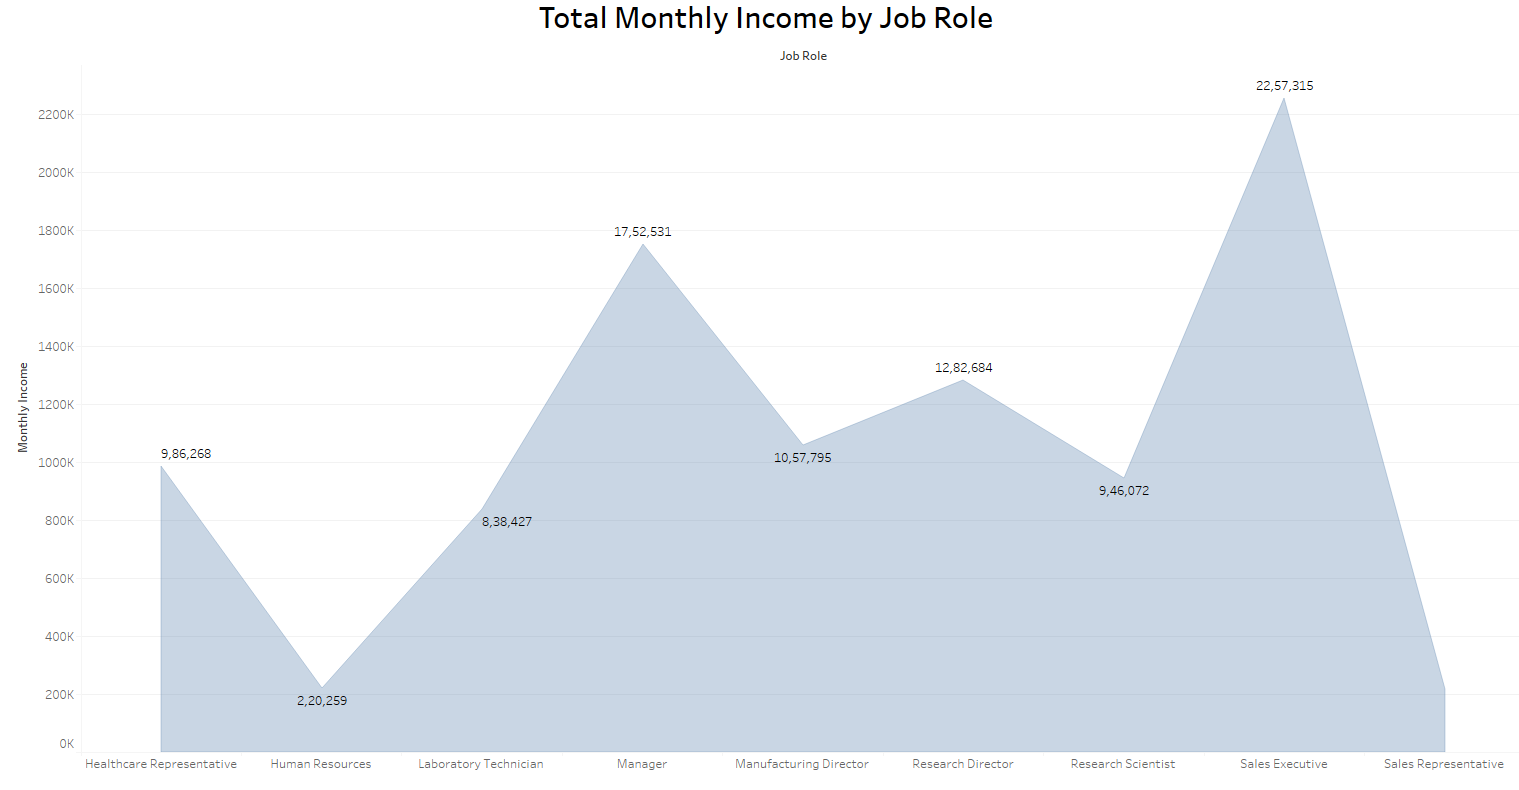 Total Monthly Income by Job Role
Job Role
22,57,315
2200K
2000K
17,52,531
1800K
1600K
1400K
12,82,684
1200K
Monthly Income
9,86,268
10,57,795
1000K
9,46,072
8,38,427
800K
600K
400K
2,20,259
200K
0K
Healthcare Representative Human Resources Laboratory Technician Manager Manufacturing Director Research Director Research Scientist Sales Executive Sales Representative